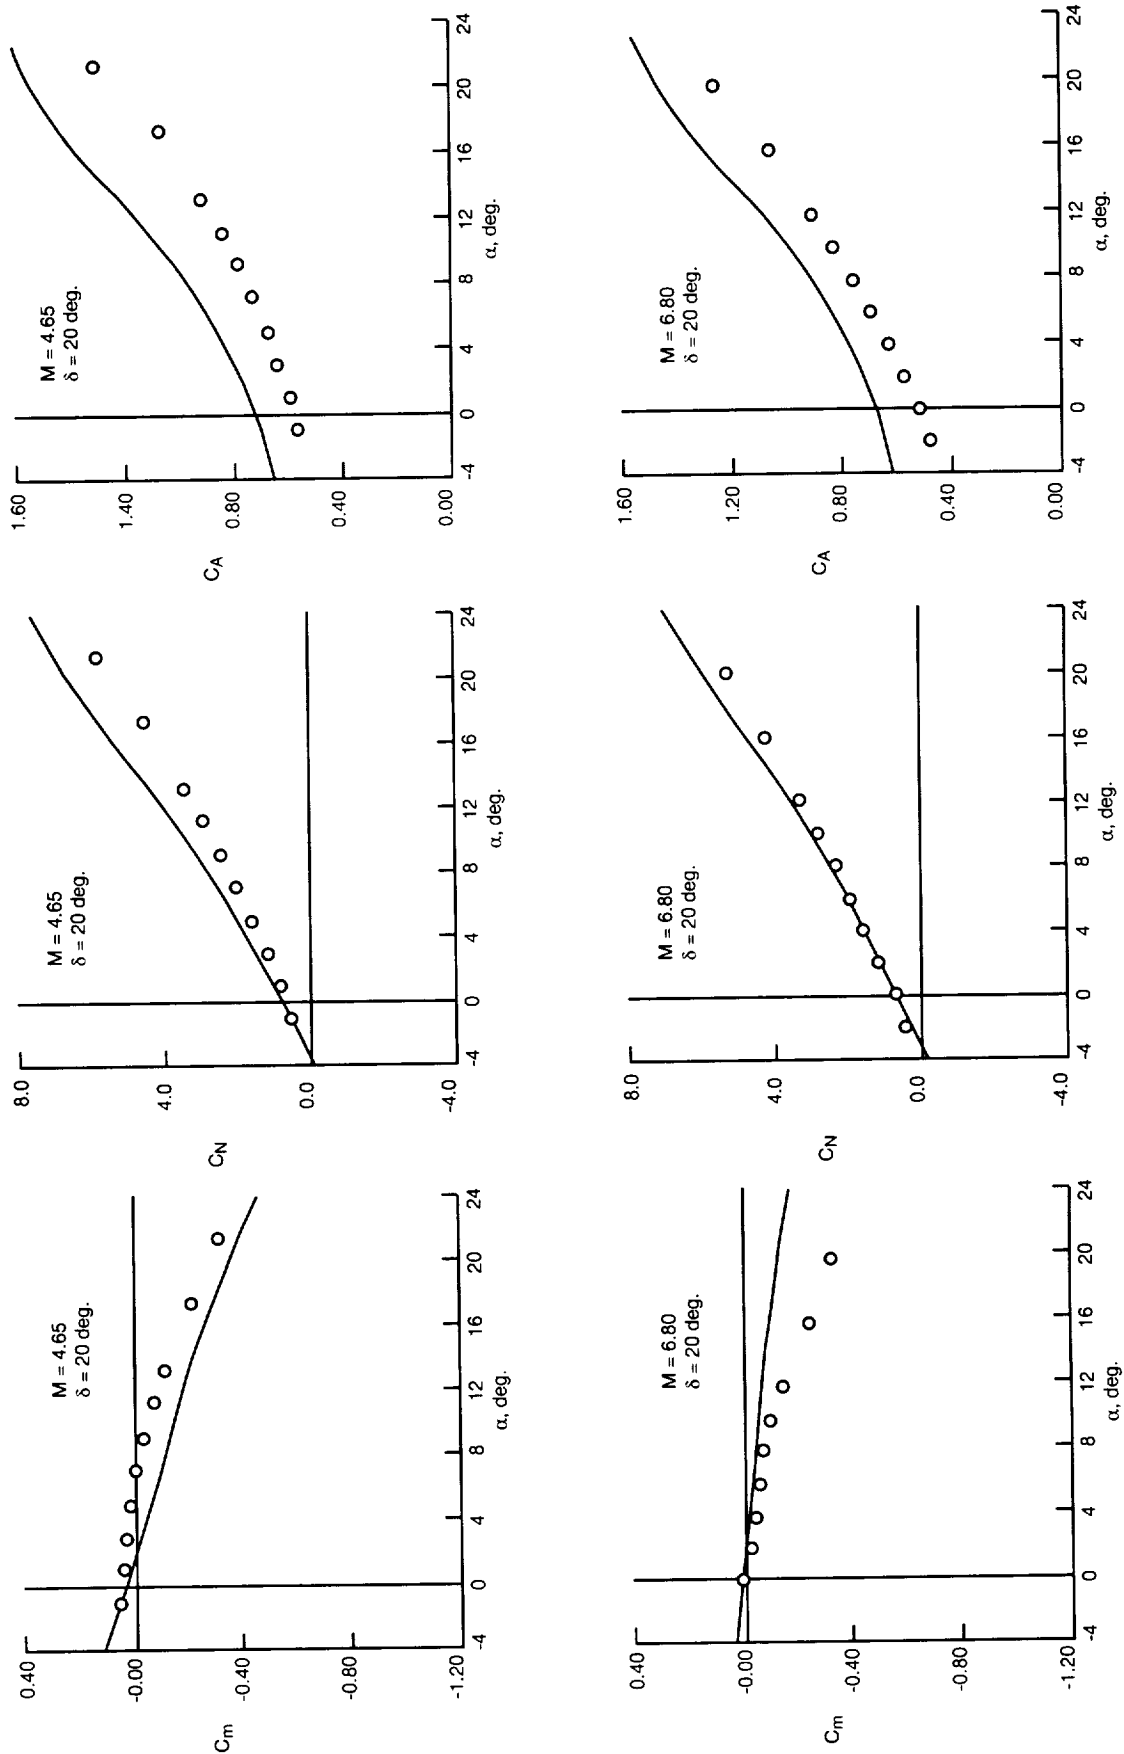 M = 4.65
δ = 20 deg.
C_m
0.40
-0.00
-0.40
-0.80
-1.20
-4 0 4 8 12 16 20 24
α, deg.
M = 4.65
δ = 20 deg.
C_N
8.0
4.0
0.0
-4.0
-4 0 4 8 12 16 20 24
α, deg.
M = 4.65
δ = 20 deg.
C_A
1.60
1.40
0.80
0.40
0.00
-4 0 4 8 12 16 20 24
α, deg.
M = 6.80
δ = 20 deg.
C_m
0.40
-0.00
-0.40
-0.80
-1.20
-4 0 4 8 12 16 20 24
α, deg.
M = 6.80
δ = 20 deg.
C_N
8.0
4.0
0.0
-4.0
-4 0 4 8 12 16 20 24
α, deg.
M = 6.80
δ = 20 deg.
C_A
1.60
1.20
0.80
0.40
0.00
-4 0 4 8 12 16 20 24
α, deg.